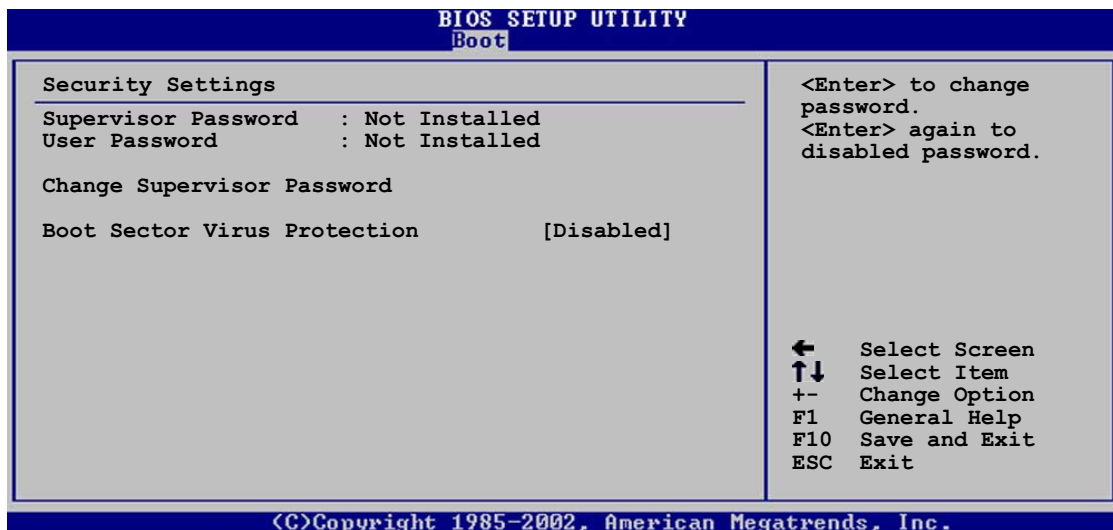 BIOS SETUP UTILITY
Boot
Security Settings
Supervisor Password : Not Installed
User Password : Not Installed
Change Supervisor Password
Boot Sector Virus Protection [Disabled]
<Enter> to change
password.
<Enter> again to
disabled password.
← Select Screen
↑↓ Select Item
+- Change Option
F1 General Help
F10 Save and Exit
ESC Exit
(C)Copyright 1985-2002, American Megatrends, Inc.